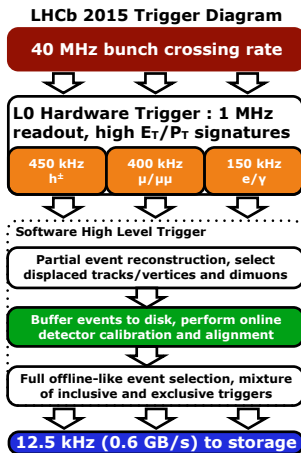 LHCb 2015 Trigger Diagram
40 MHz bunch crossing rate
L0 Hardware Trigger : 1 MHz
readout, high ET/PT signatures
450 kHz 400 kHz 150 kHz
h± μ/μμ e/γ
Software High Level Trigger
Partial event reconstruction, select
displaced tracks/vertices and dimuons
Buffer events to disk, perform online
detector calibration and alignment
Full offline-like event selection, mixture
of inclusive and exclusive triggers
12.5 kHz (0.6 GB/s) to storage